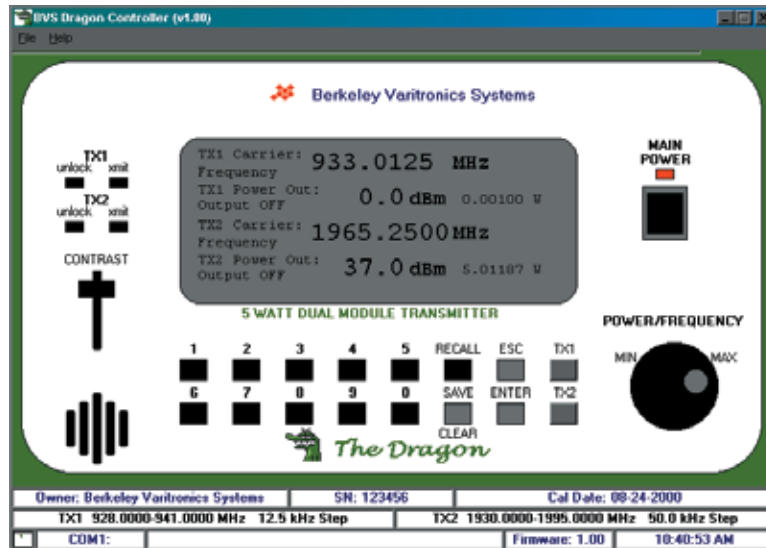 BVS Dragon Controller (v1.00)
File Help
Berkeley Varitronics Systems
TX1
unlock xmit
TX2
unlock xmit
CONTRAST
TX1 Carrier: 933.0125 MHz
Frequency
TX1 Power Out: 0.0 dBm 0.00100 W
Output OFF
TX2 Carrier: 1965.2500 MHz
Frequency
TX2 Power Out: 37.0 dBm 5.01187 W
Output OFF
MAIN
POWER
5 WATT DUAL MODULE TRANSMITTER
POWER/FREQUENCY
MIN MAX
1 2 3 4 5 RECALL ESC TX1
6 7 8 9 0 SAVE ENTER TX2
CLEAR
The Dragon
Owner: Berkeley Varitronics Systems SN: 123456 Cal Date: 08-24-2000
TX1 928.0000-941.0000 MHz 12.5 kHz Step TX2 1930.0000-1995.0000 MHz 50.0 kHz Step
COM1: Firmware: 1.00 10:40:53 AM